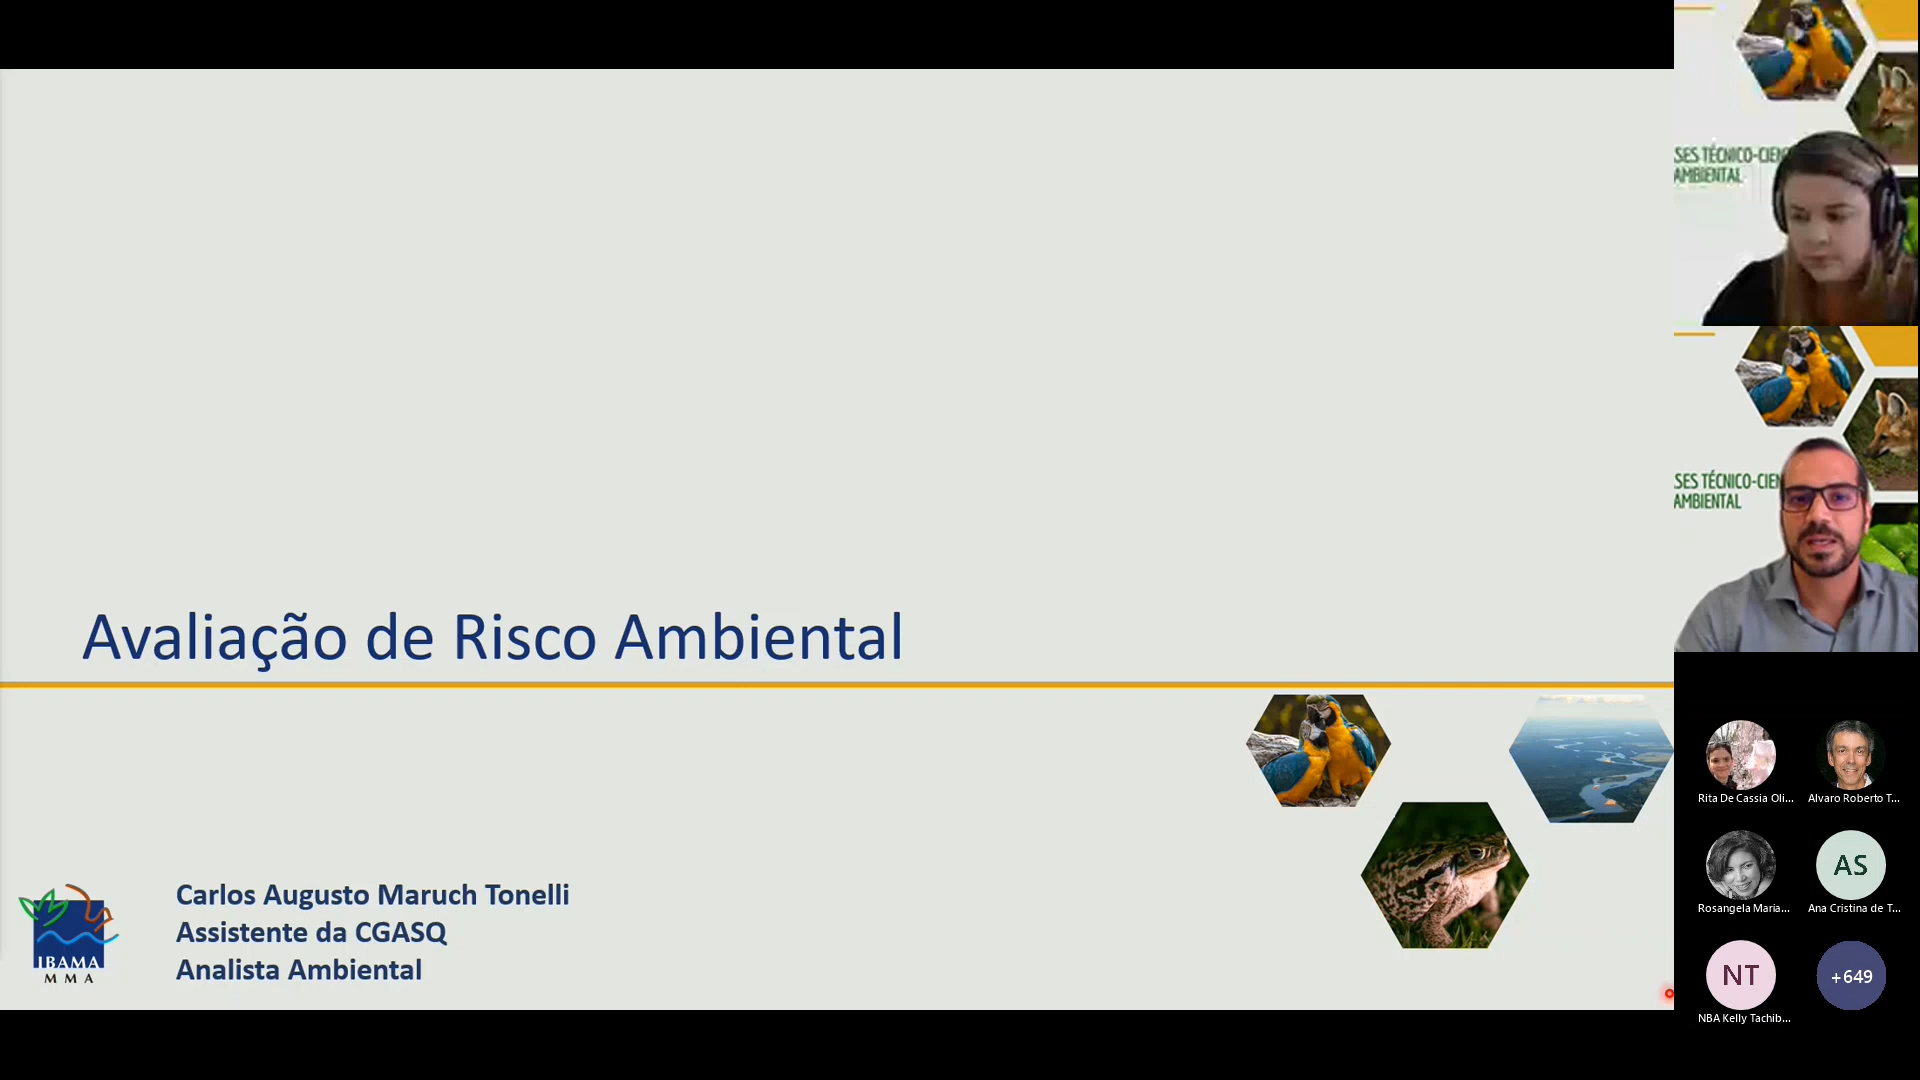 Avaliação de Risco Ambiental
Carlos Augusto Maruch Tonelli
Assistente da CGASQ
Analista Ambiental
IBAMA
M M A
SES TÉCNICO-CIEN
AMBIENTAL
SES TÉCNICO-CIEN
AMBIENTAL
Rita De Cassia Oli...
Alvaro Roberto T...
Rosangela Maria...
AS
Ana Cristina de T...
NT
NBA Kelly Tachib...
+649